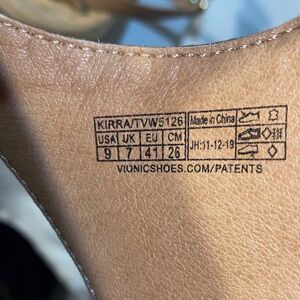 KIRRA/TVW5126 Made in China
USA UK EU CM JH:11-12-19
9 7 41 26
VIONICSHOES.COM/PATENTS